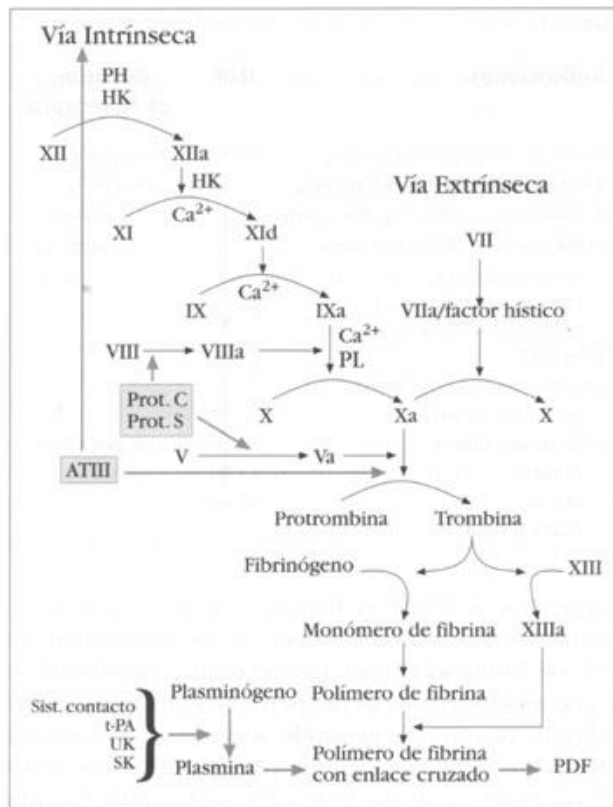 Vía Intrínseca
PH
HK
XII
XIIa
HK
Ca2+
XI
XId
Vía Extrínseca
VII
Ca2+
IX
IXa
VIIa/factor hístico
Ca2+
VIII
VIIIa
PL
Prot. C
Prot. S
X
Xa
X
V
Va
ATIII
Protrombina
Trombina
Fibrinógeno
XIII
Monómero de fibrina
XIIIa
Plasminógeno
Polímero de fibrina
Sist. contacto
t-PA
UK
SK
Plasmina
Polímero de fibrina
con enlace cruzado
PDF